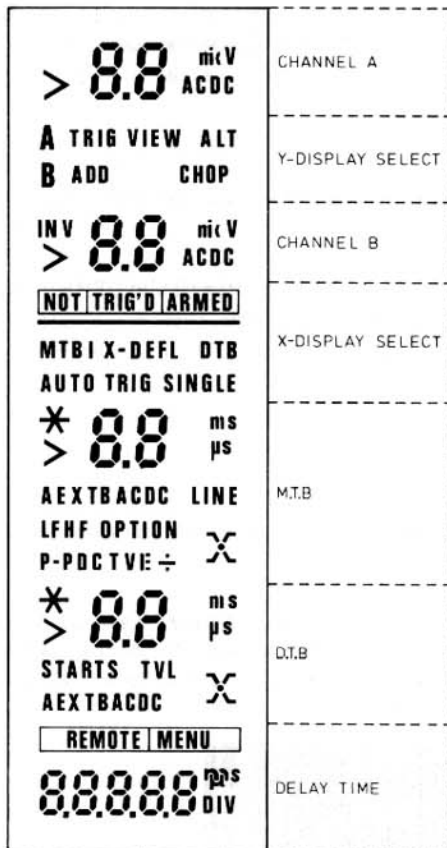 8.8 mV
> ACDC
CHANNEL A
A TRIG VIEW ALT
B ADD CHOP
Y-DISPLAY SELECT
INV 8.8 mV
> ACDC
CHANNEL B
NOT TRIG'D ARMED
X-DISPLAY SELECT
MTBI X-DEFL DTB
AUTO TRIG SINGLE
* 8.8 ms
> µs
AEXTBACDC LINE
M.T.B
LFHF OPTION
P-PDCTVE÷
* 8.8 ms
> µs
D.T.B
STARTS TVL
AEXTBACDC
REMOTE MENU
8.8.8.8.8
DIV
DELAY TIME